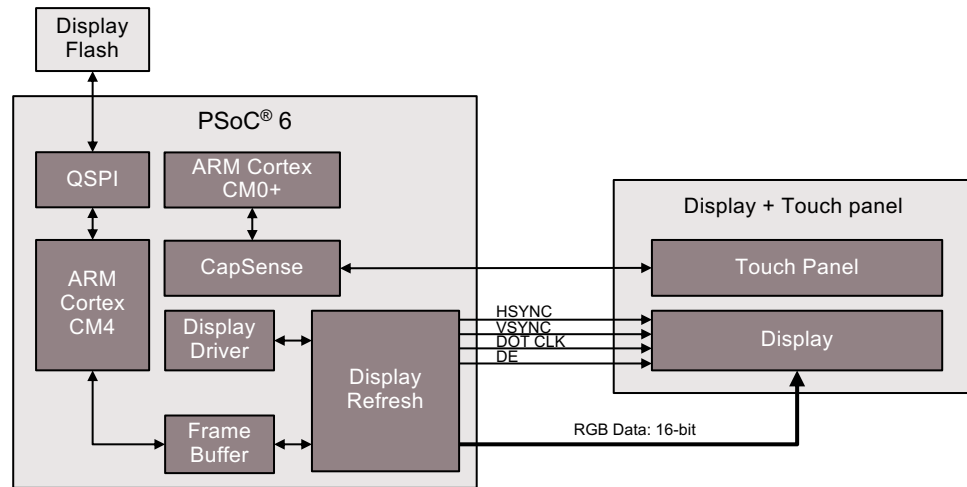 Display
Flash
PSoC® 6
QSPI
ARM Cortex
CM0+
ARM
Cortex
CM4
CapSense
Display
Driver
Display
Refresh
Frame
Buffer
HSYNC
VSYNC
DOT CLK
DE
RGB Data: 16-bit
Display + Touch panel
Touch Panel
Display